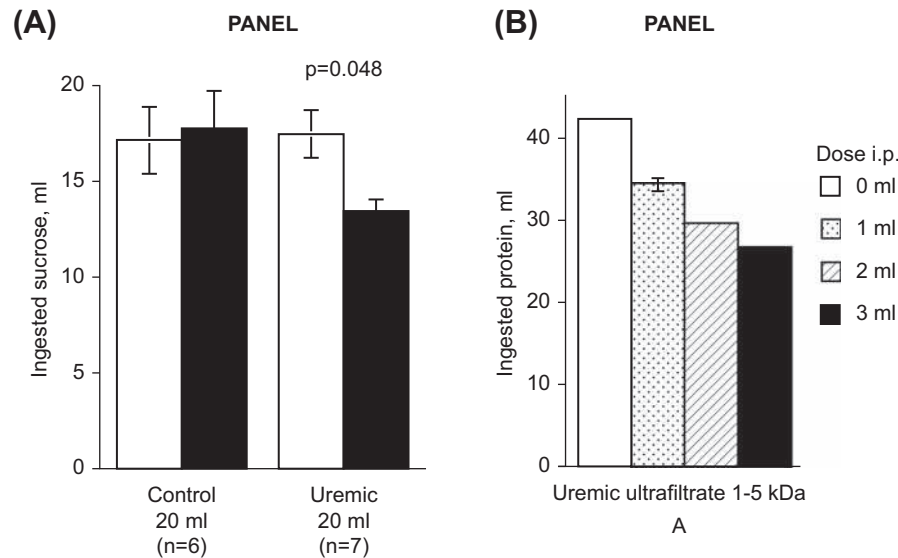 (A)
PANEL
p=0.048
Ingested sucrose, ml
20
15
10
5
0
Control
20 ml
(n=6)
Uremic
20 ml
(n=7)
(B)
PANEL
Ingested protein, ml
40
30
20
10
0
Uremic ultrafiltrate 1-5 kDa
A
Dose i.p.
0 ml
1 ml
2 ml
3 ml